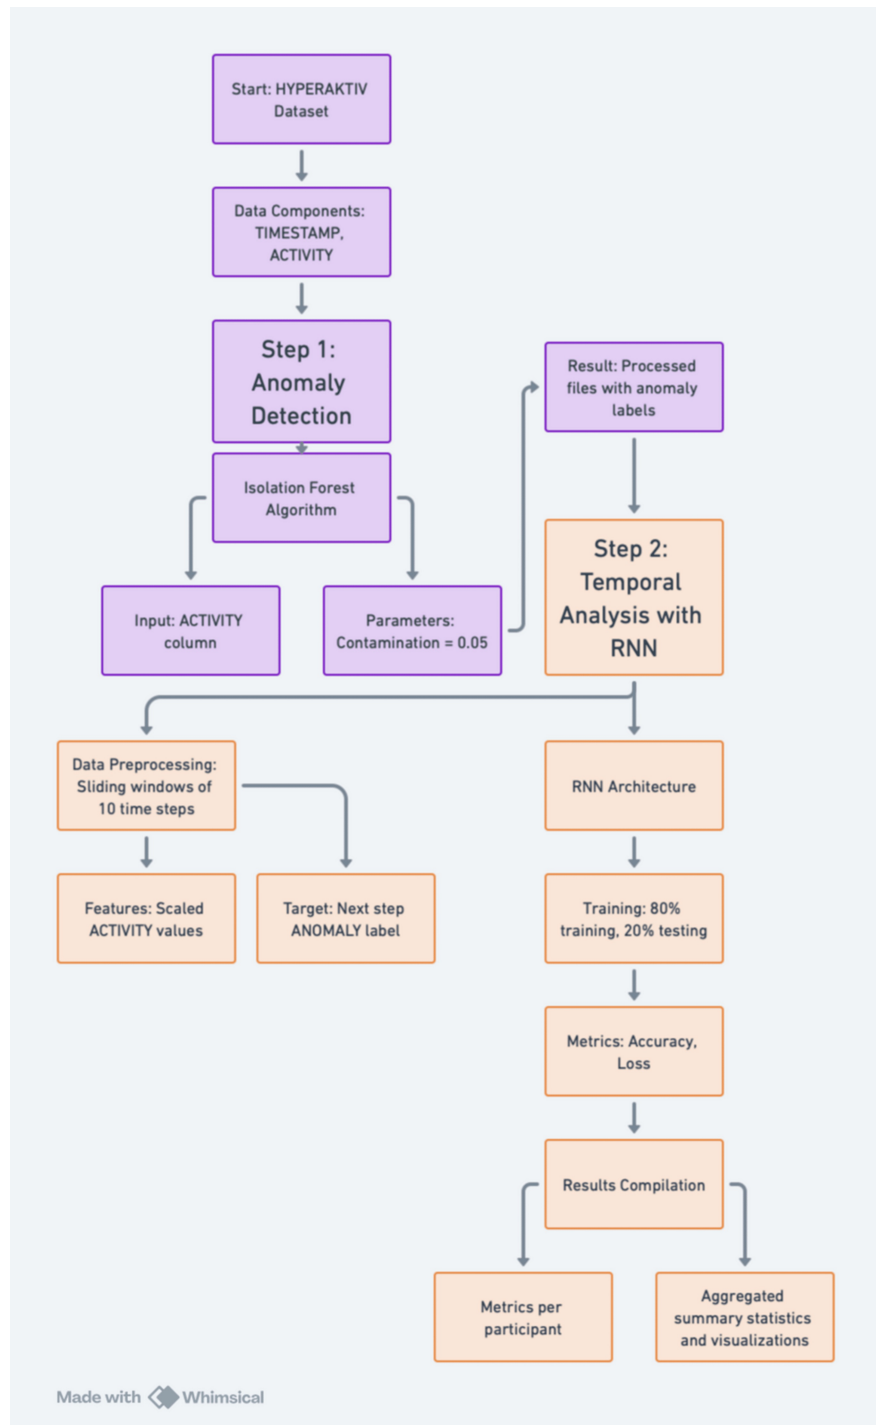 Start: HYPERAKTIV
Dataset
Data Components:
TIMESTAMP,
ACTIVITY
Step 1:
Anomaly
Detection
Isolation Forest
Algorithm
Input: ACTIVITY
column
Parameters:
Contamination = 0.05
Result: Processed
files with anomaly
labels
Step 2:
Temporal
Analysis with
RNN
Data Preprocessing:
Sliding windows of
10 time steps
Features: Scaled
ACTIVITY values
Target: Next step
ANOMALY label
RNN Architecture
Training: 80%
training, 20% testing
Metrics: Accuracy,
Loss
Results Compilation
Metrics per
participant
Aggregated
summary statistics
and visualizations
Made with Whimsical